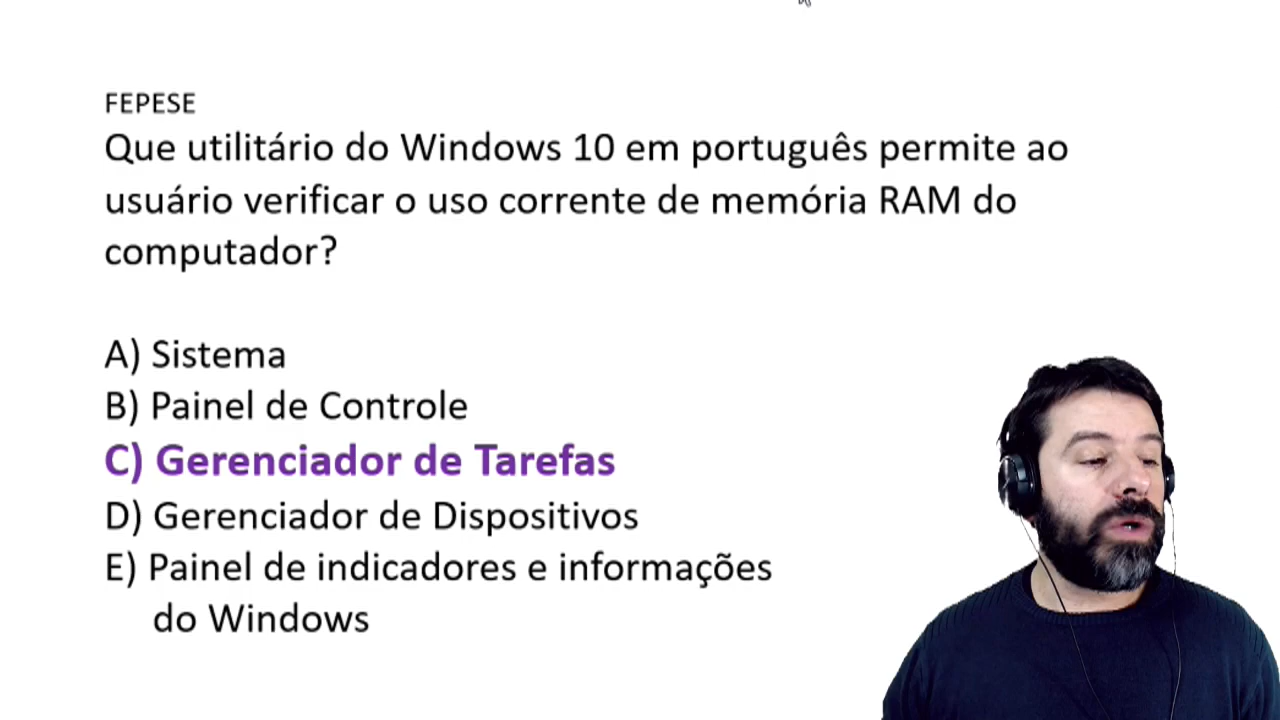 FEPESE
Que utilitário do Windows 10 em português permite ao
usuário verificar o uso corrente de memória RAM do
computador?
A) Sistema
B) Painel de Controle
C) Gerenciador de Tarefas
D) Gerenciador de Dispositivos
E) Painel de indicadores e informações
do Windows